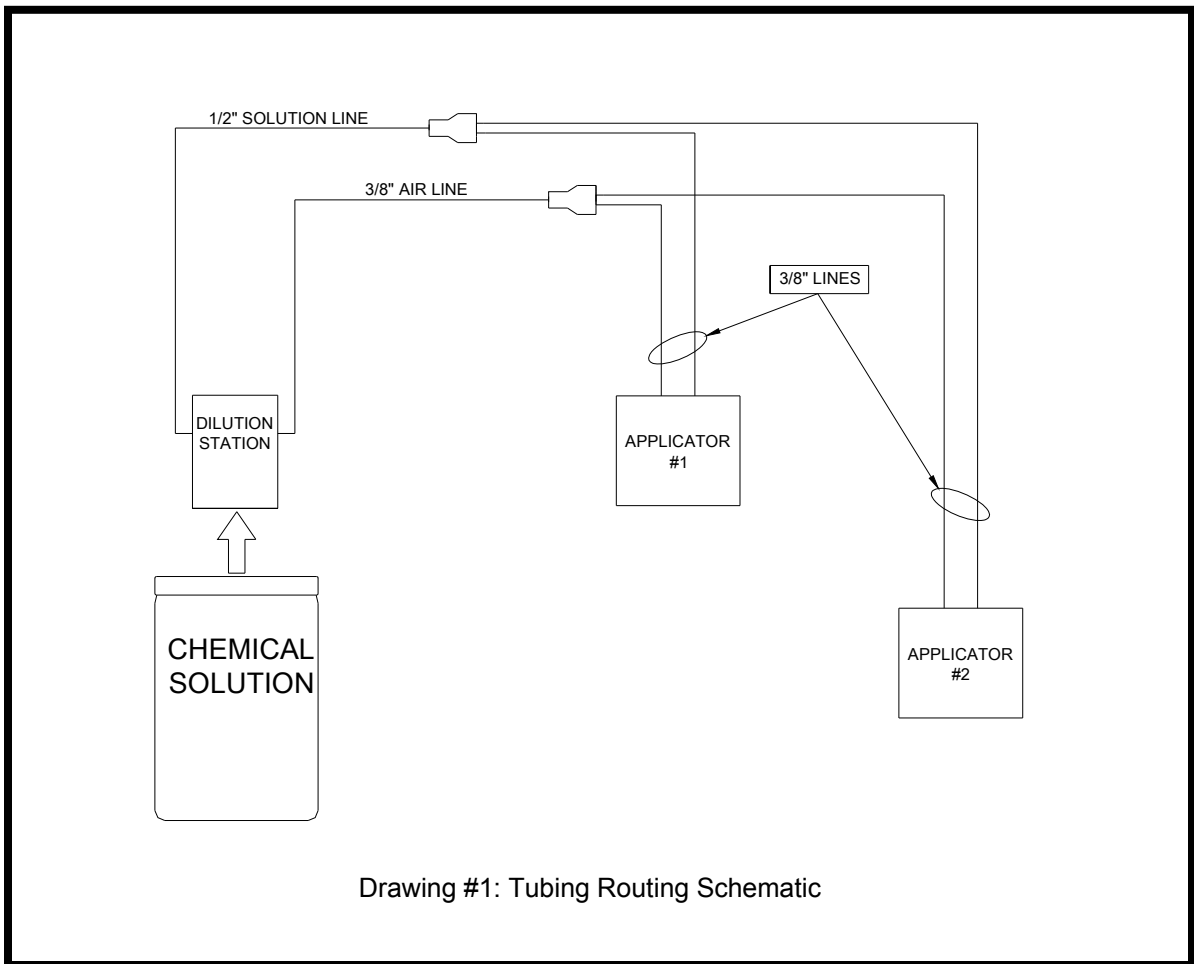 1/2" SOLUTION LINE
3/8" AIR LINE
3/8" LINES
DILUTION
STATION
APPLICATOR
#1
CHEMICAL
SOLUTION
APPLICATOR
#2
Drawing #1: Tubing Routing Schematic